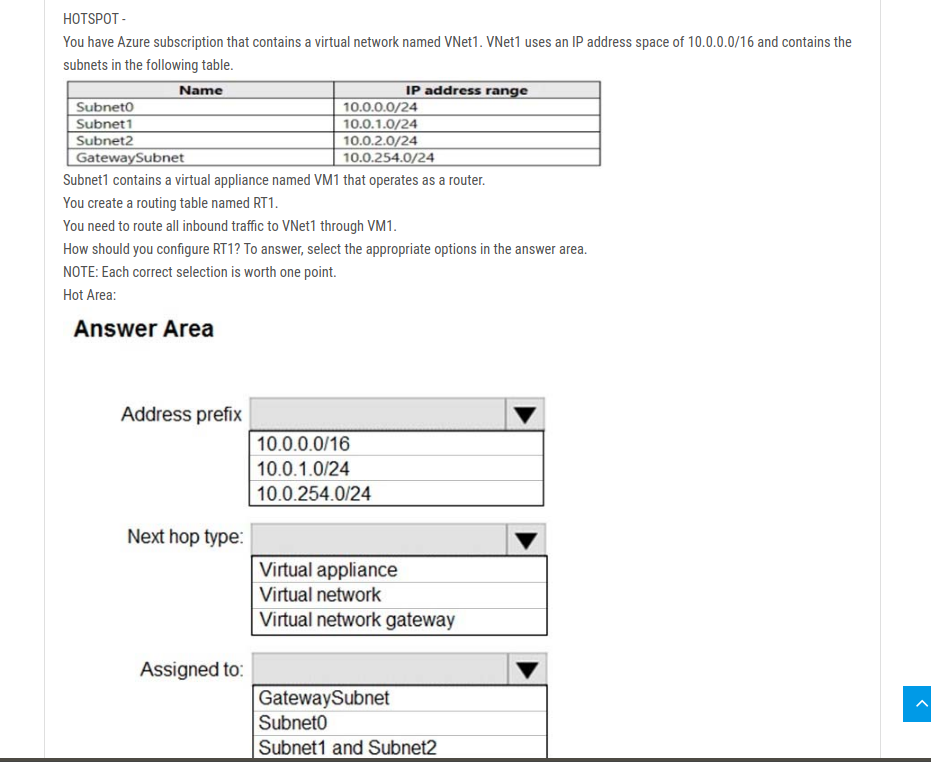 HOTSPOT -
You have Azure subscription that contains a virtual network named VNet1. VNet1 uses an IP address space of 10.0.0.0/16 and contains the
subnets in the following table.
Name IP address range
Subnet0 10.0.0.0/24
Subnet1 10.0.1.0/24
Subnet2 10.0.2.0/24
GatewaySubnet 10.0.254.0/24
Subnet1 contains a virtual appliance named VM1 that operates as a router.
You create a routing table named RT1.
You need to route all inbound traffic to VNet1 through VM1.
How should you configure RT1? To answer, select the appropriate options in the answer area.
NOTE: Each correct selection is worth one point.
Hot Area:
Answer Area
Address prefix
10.0.0.0/16
10.0.1.0/24
10.0.254.0/24
Next hop type:
Virtual appliance
Virtual network
Virtual network gateway
Assigned to:
GatewaySubnet
Subnet0
Subnet1 and Subnet2